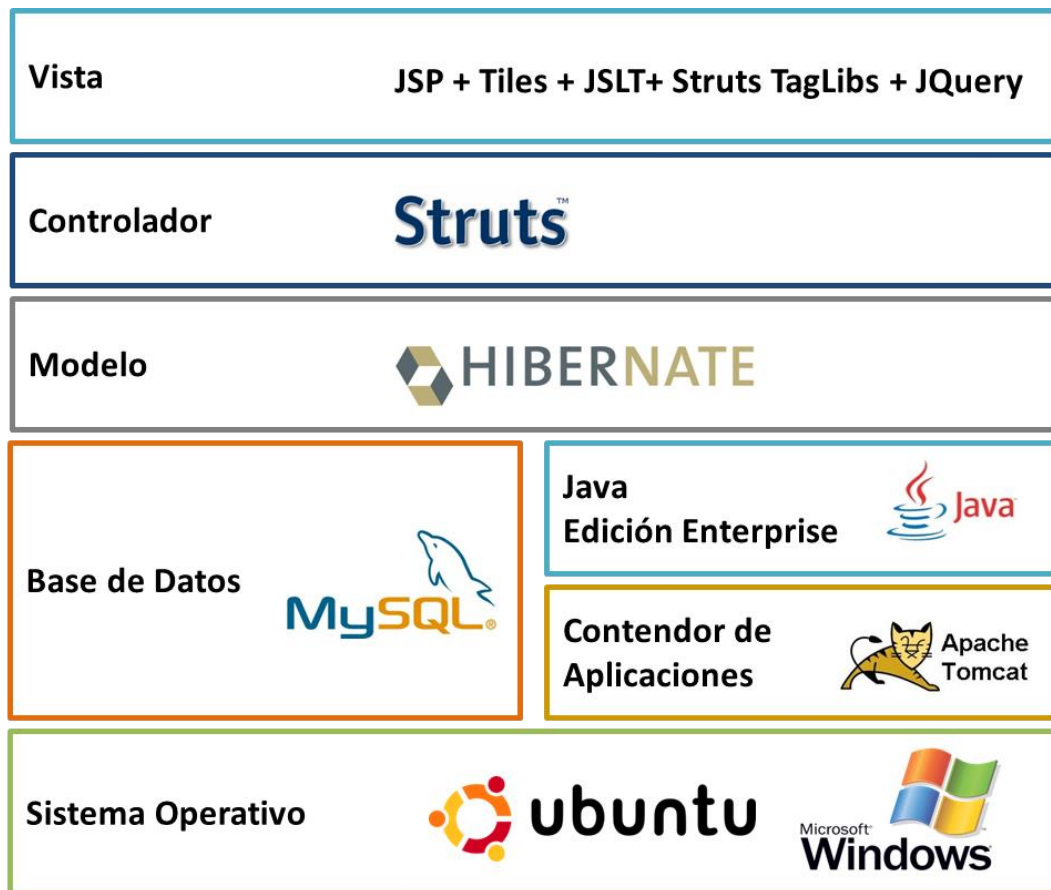 Vista
JSP + Tiles + JSLT+ Struts TagLibs + JQuery
Controlador
Struts™
Modelo
HIBERNATE
Base de Datos
MySQL®
Java
Edición Enterprise
Java
Contendor de
Aplicaciones
Apache
Tomcat
Sistema Operativo
ubuntu
Microsoft
Windows